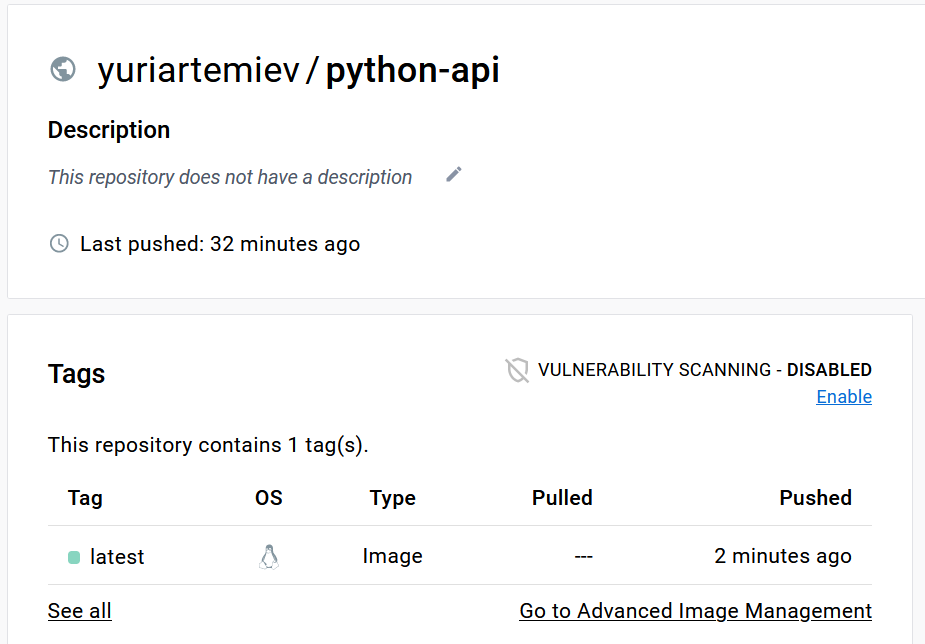 yuriartemiev / python-api
Description
This repository does not have a description
Last pushed: 32 minutes ago
Tags
VULNERABILITY SCANNING - DISABLED
Enable
This repository contains 1 tag(s).
Tag OS Type Pulled Pushed
latest Image --- 2 minutes ago
See all Go to Advanced Image Management